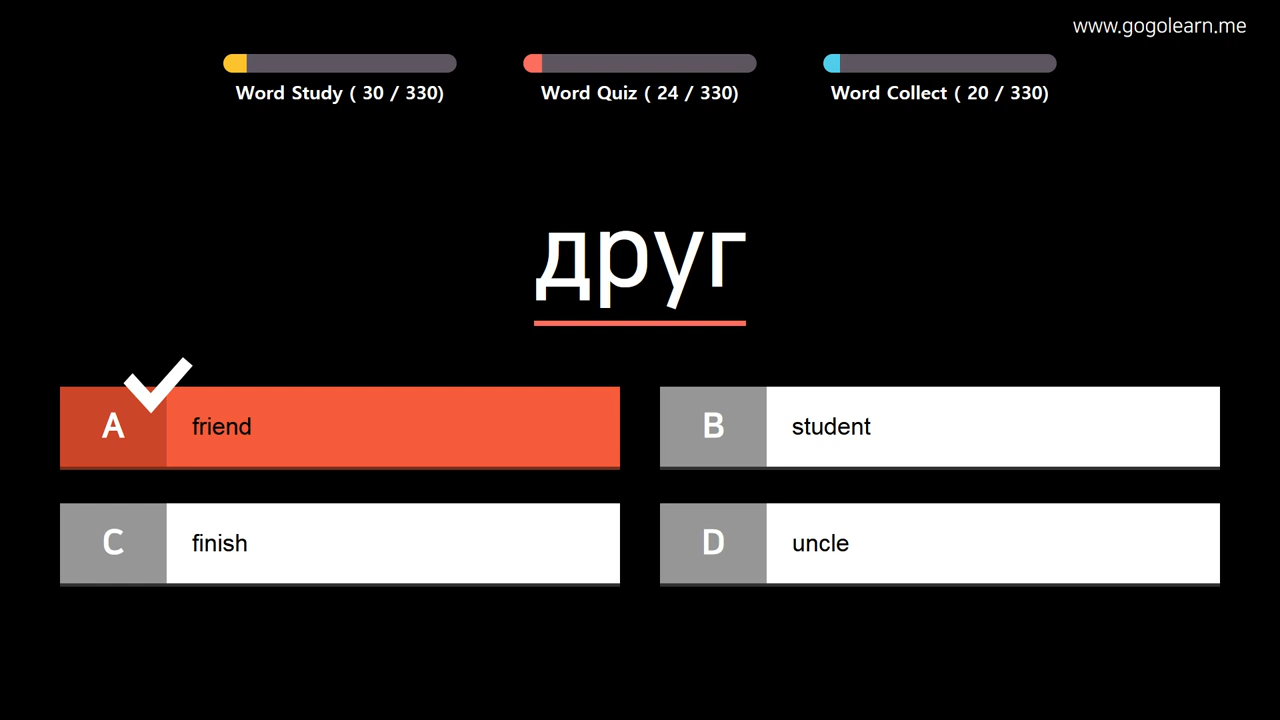 www.gogolearn.me
Word Study ( 30 / 330)
Word Quiz ( 24 / 330)
Word Collect ( 20 / 330)
друг
A friend
B student
C finish
D uncle